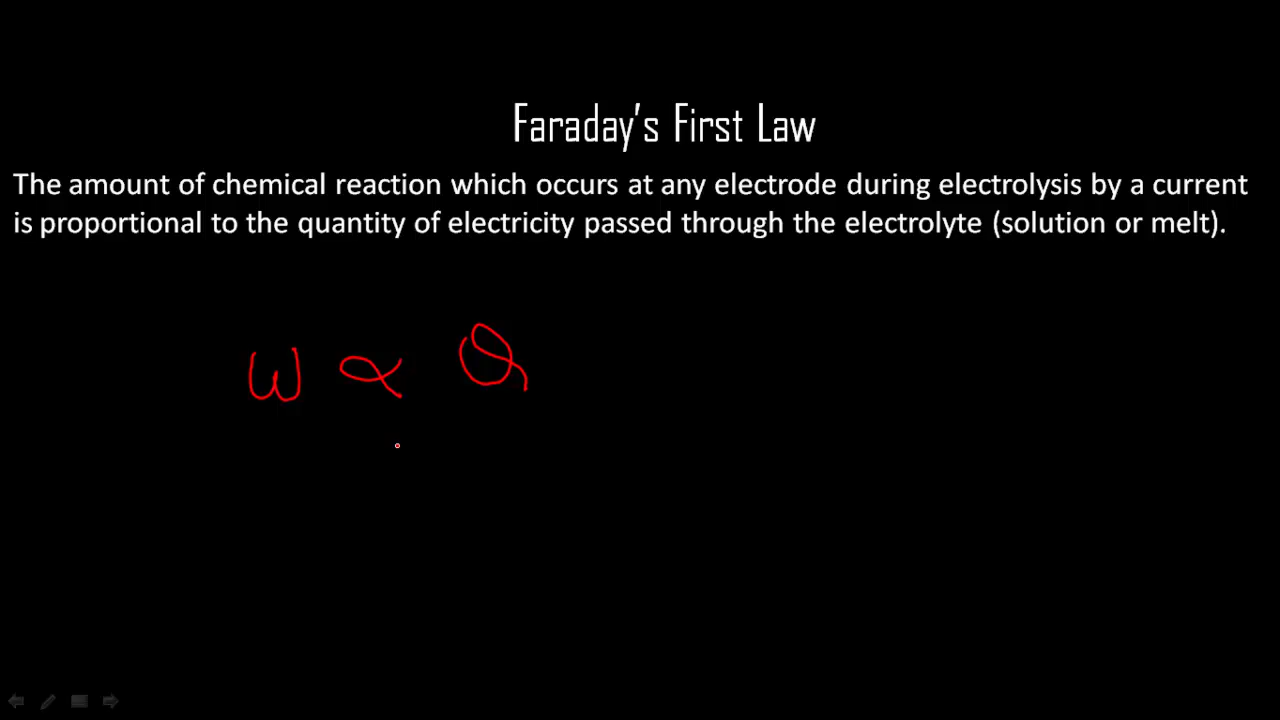 Faraday's First Law
The amount of chemical reaction which occurs at any electrode during electrolysis by a current
is proportional to the quantity of electricity passed through the electrolyte (solution or melt).
W ∝ Q